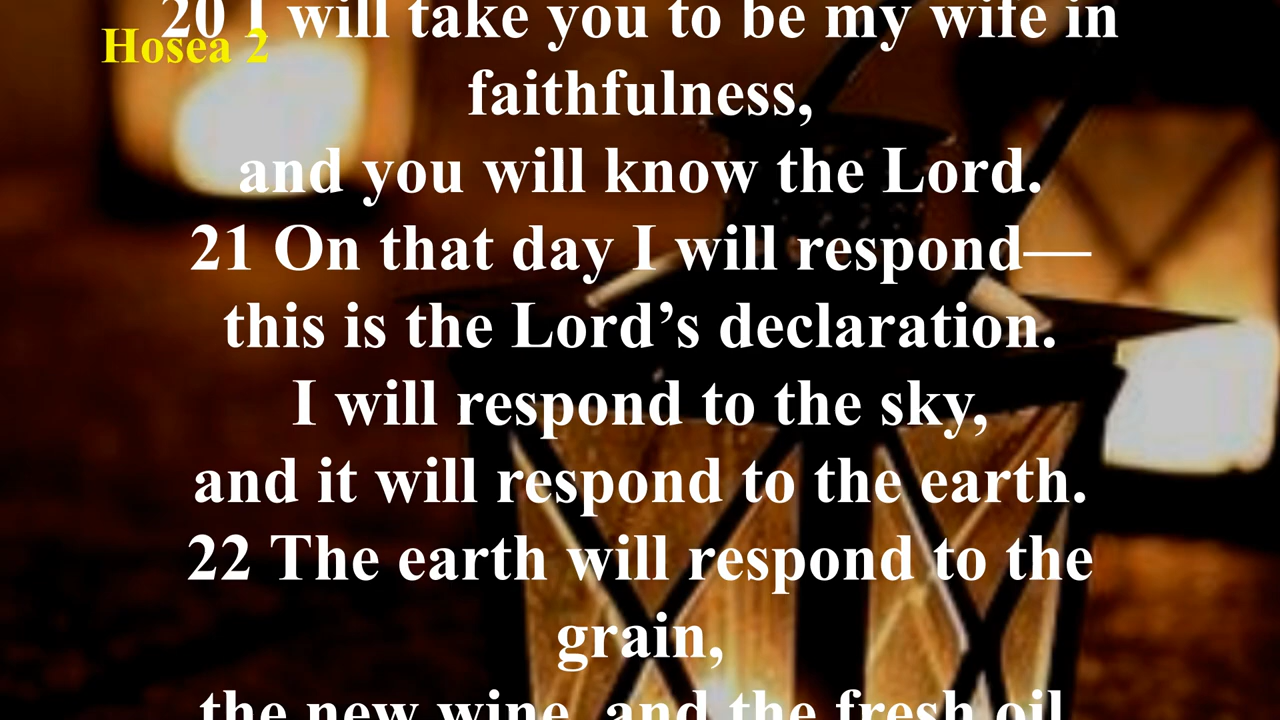 Hosea 2
20 I will take you to be my wife in
faithfulness,
and you will know the Lord.
21 On that day I will respond—
this is the Lord’s declaration.
I will respond to the sky,
and it will respond to the earth.
22 The earth will respond to the
grain,
the new wine, and the fresh oil